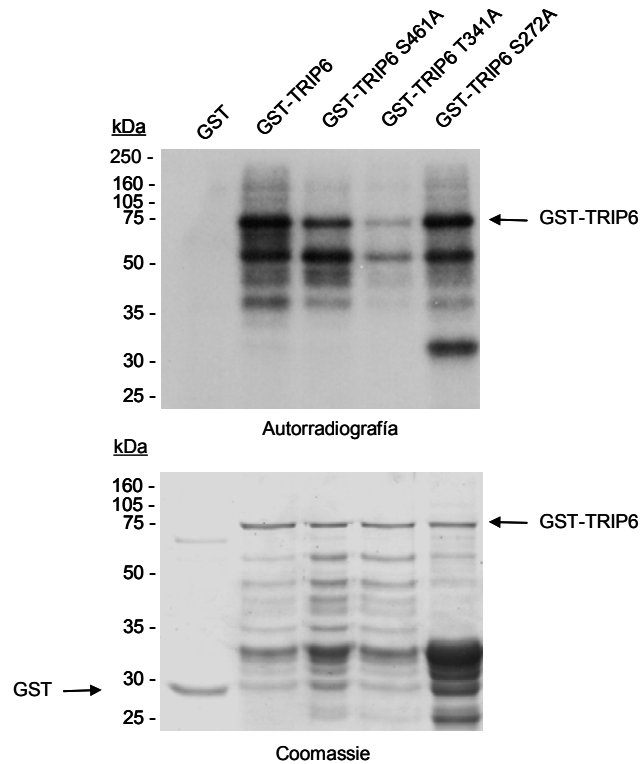 GST
GST-TRIP6
GST-TRIP6 S461A
GST-TRIP6 T341A
GST-TRIP6 S272A
kDa
250 -
160 -
105 -
75 -
50 -
35 -
30 -
25 -
GST-TRIP6
Autorradiografía
kDa
160 -
105 -
75 -
50 -
35 -
30 -
25 -
GST-TRIP6
GST
Coomassie